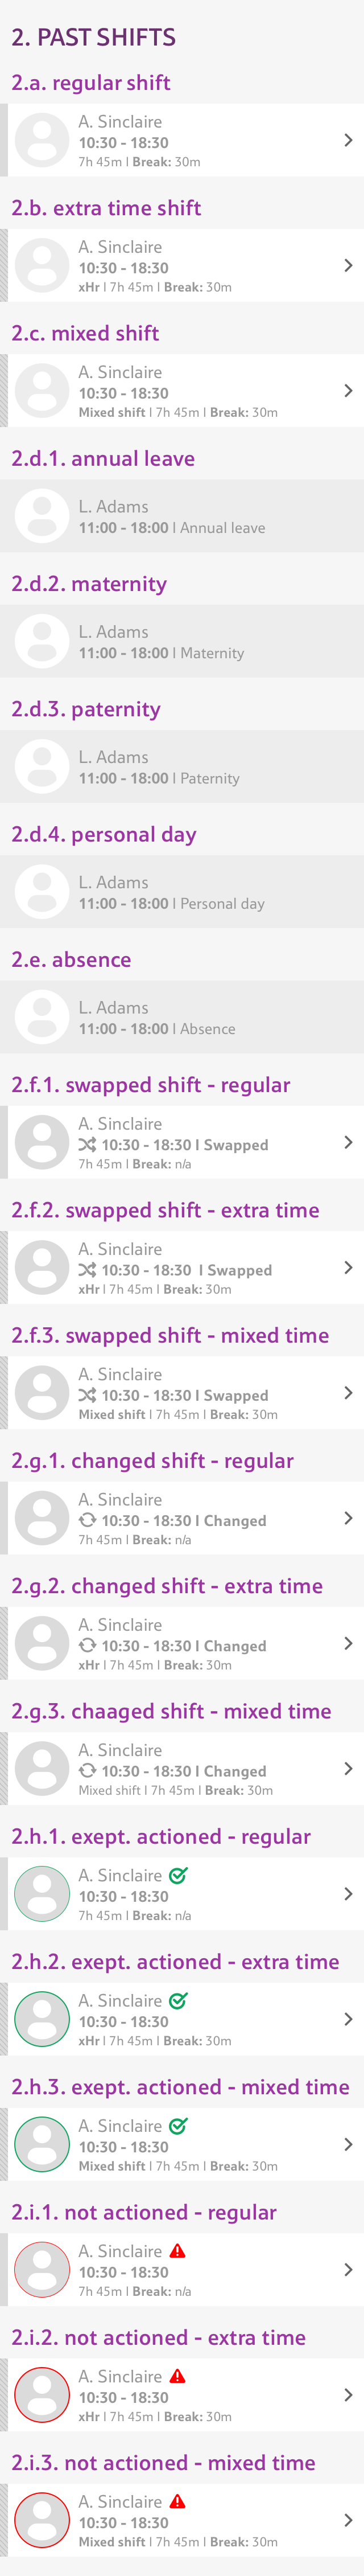 2. PAST SHIFTS
2.a. regular shift
A. Sinclaire
10:30 - 18:30
7h 45m | Break: 30m
2.b. extra time shift
A. Sinclaire
10:30 - 18:30
xHr | 7h 45m | Break: 30m
2.c. mixed shift
A. Sinclaire
10:30 - 18:30
Mixed shift | 7h 45m | Break: 30m
2.d.1. annual leave
L. Adams
11:00 - 18:00 | Annual leave
2.d.2. maternity
L. Adams
11:00 - 18:00 | Maternity
2.d.3. paternity
L. Adams
11:00 - 18:00 | Paternity
2.d.4. personal day
L. Adams
11:00 - 18:00 | Personal day
2.e. absence
L. Adams
11:00 - 18:00 | Absence
2.f.1. swapped shift - regular
A. Sinclaire
10:30 - 18:30 | Swapped
7h 45m | Break: n/a
2.f.2. swapped shift - extra time
A. Sinclaire
10:30 - 18:30 | Swapped
xHr | 7h 45m | Break: 30m
2.f.3. swapped shift - mixed time
A. Sinclaire
10:30 - 18:30 | Swapped
Mixed shift | 7h 45m | Break: 30m
2.g.1. changed shift - regular
A. Sinclaire
10:30 - 18:30 | Changed
7h 45m | Break: n/a
2.g.2. changed shift - extra time
A. Sinclaire
10:30 - 18:30 | Changed
xHr | 7h 45m | Break: 30m
2.g.3. chaaged shift - mixed time
A. Sinclaire
10:30 - 18:30 | Changed
Mixed shift | 7h 45m | Break: 30m
2.h.1. exept. actioned - regular
A. Sinclaire
10:30 - 18:30
7h 45m | Break: n/a
2.h.2. exept. actioned - extra time
A. Sinclaire
10:30 - 18:30
xHr | 7h 45m | Break: 30m
2.h.3. exept. actioned - mixed time
A. Sinclaire
10:30 - 18:30
Mixed shift | 7h 45m | Break: 30m
2.i.1. not actioned - regular
A. Sinclaire
10:30 - 18:30
7h 45m | Break: n/a
2.i.2. not actioned - extra time
A. Sinclaire
10:30 - 18:30
xHr | 7h 45m | Break: 30m
2.i.3. not actioned - mixed time
A. Sinclaire
10:30 - 18:30
Mixed shift | 7h 45m | Break: 30m